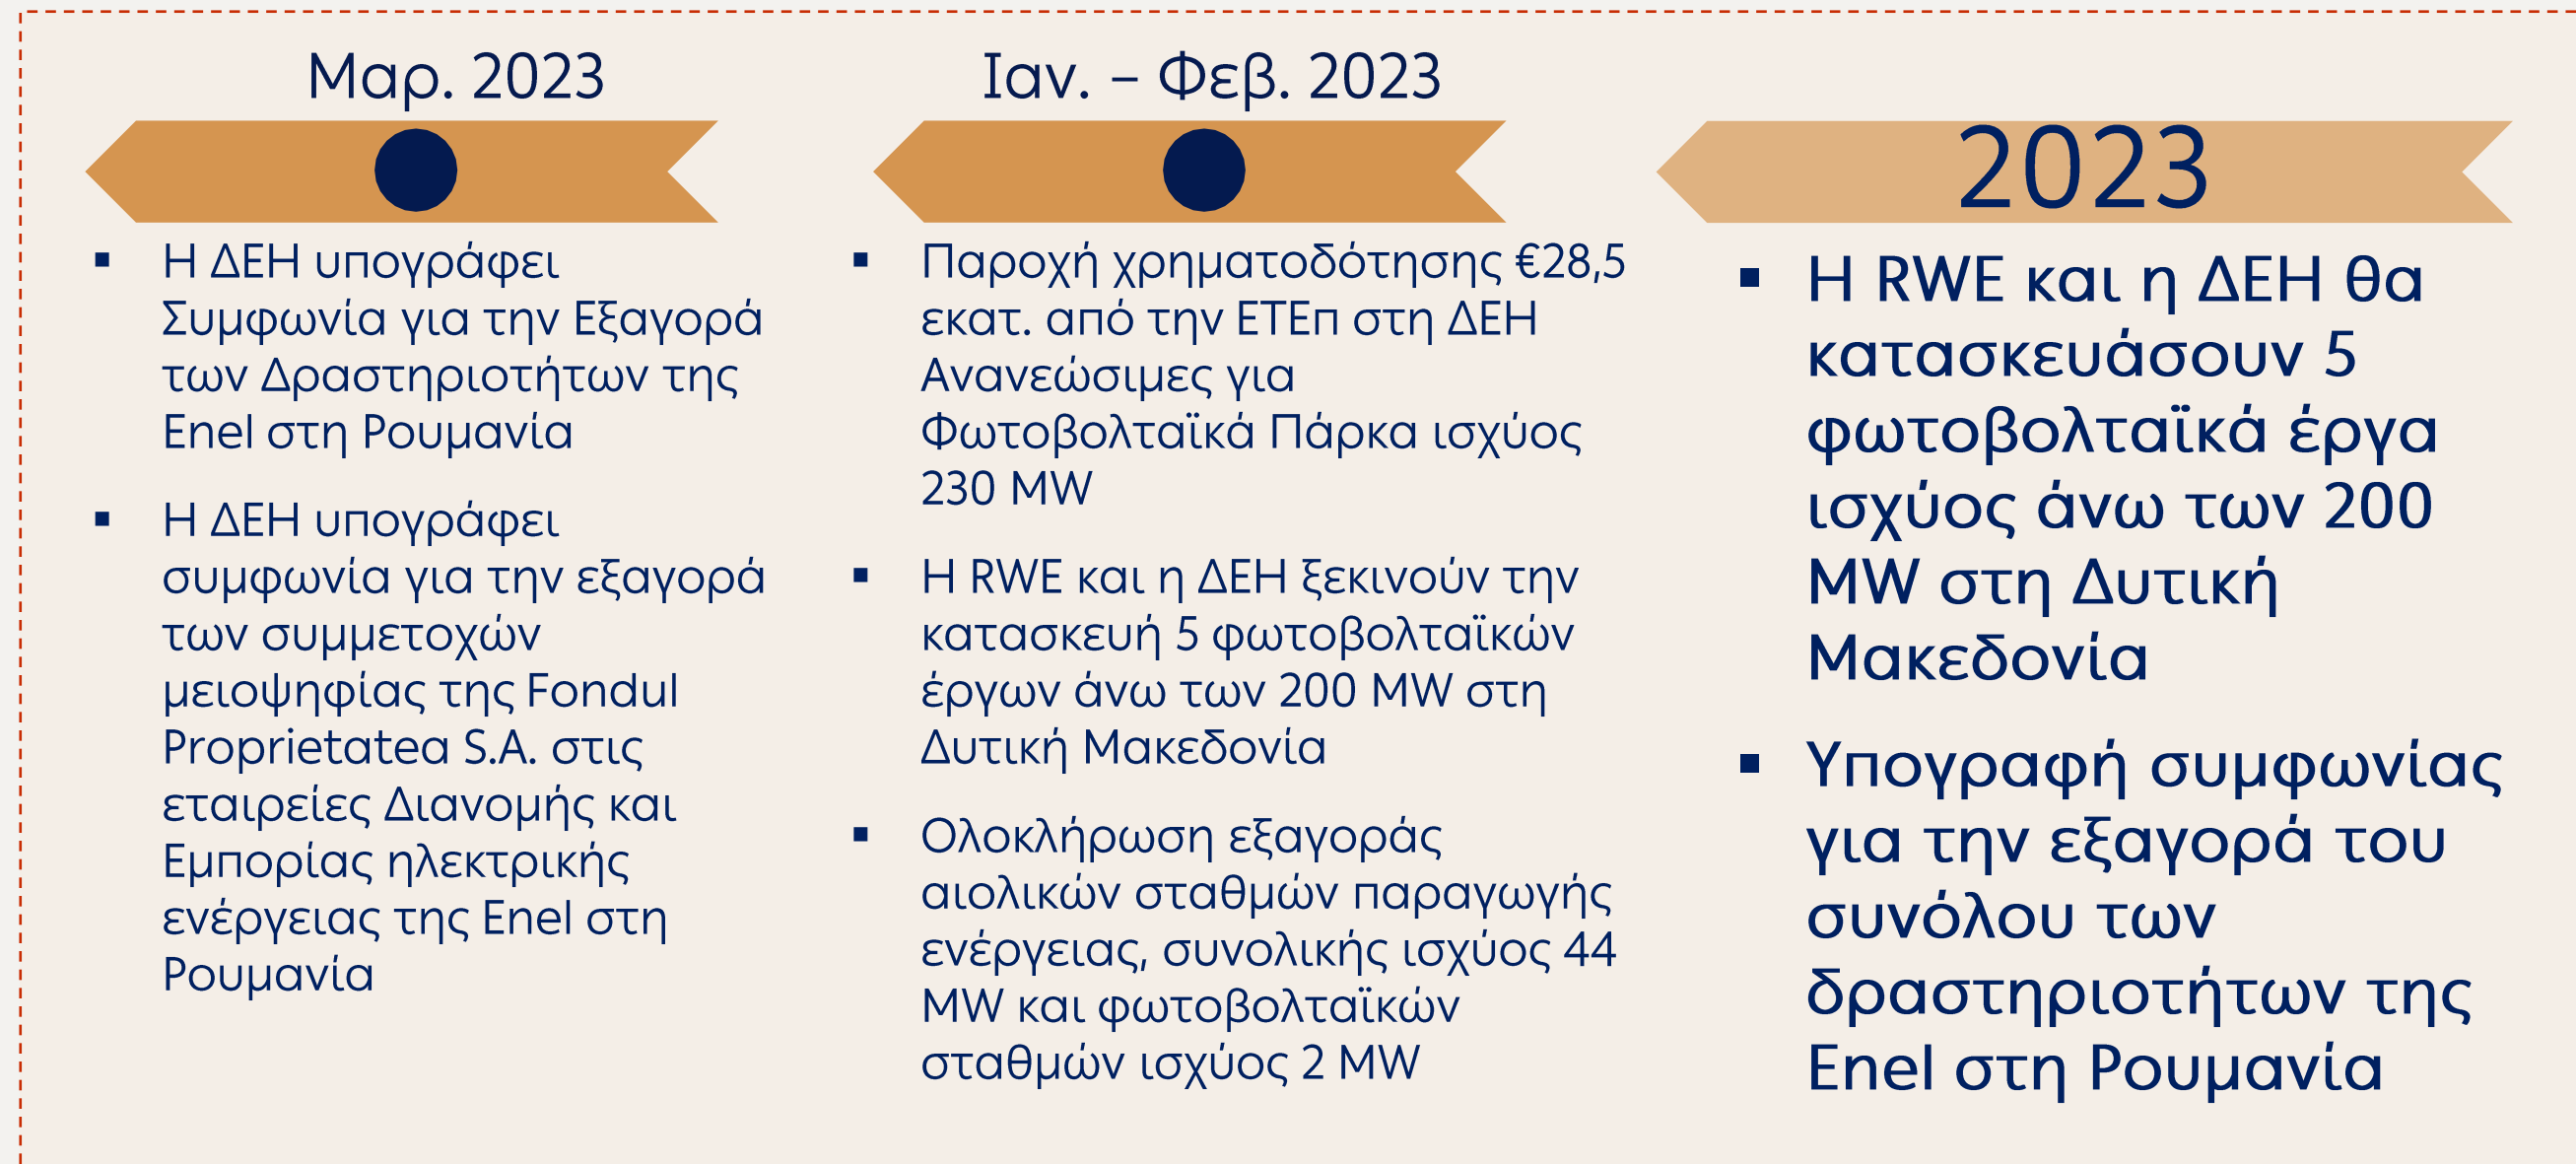 Μαρ. 2023
▪ Η ΔΕΗ υπογράφει
Συμφωνία για την Εξαγορά
των Δραστηριοτήτων της
Enel στη Ρουμανία
▪ Η ΔΕΗ υπογράφει
συμφωνία για την εξαγορά
των συμμετοχών
μειοψηφίας της Fondul
Proprietatea S.A. στις
εταιρείες Διανομής και
Εμπορίας ηλεκτρικής
ενέργειας της Enel στη
Ρουμανία
Ιαν. – Φεβ. 2023
▪ Παροχή χρηματοδότησης €28,5
εκατ. από την ΕΤΕπ στη ΔΕΗ
Ανανεώσιμες για
Φωτοβολταϊκά Πάρκα ισχύος
230 MW
▪ Η RWE και η ΔΕΗ ξεκινούν την
κατασκευή 5 φωτοβολταϊκών
έργων άνω των 200 MW στη
Δυτική Μακεδονία
▪ Ολοκλήρωση εξαγοράς
αιολικών σταθμών παραγωγής
ενέργειας, συνολικής ισχύος 44
MW και φωτοβολταϊκών
σταθμών ισχύος 2 MW
2023
▪ Η RWE και η ΔΕΗ θα
κατασκευάσουν 5
φωτοβολταϊκά έργα
ισχύος άνω των 200
MW στη Δυτική
Μακεδονία
▪ Υπογραφή συμφωνίας
για την εξαγορά του
συνόλου των
δραστηριοτήτων της
Enel στη Ρουμανία